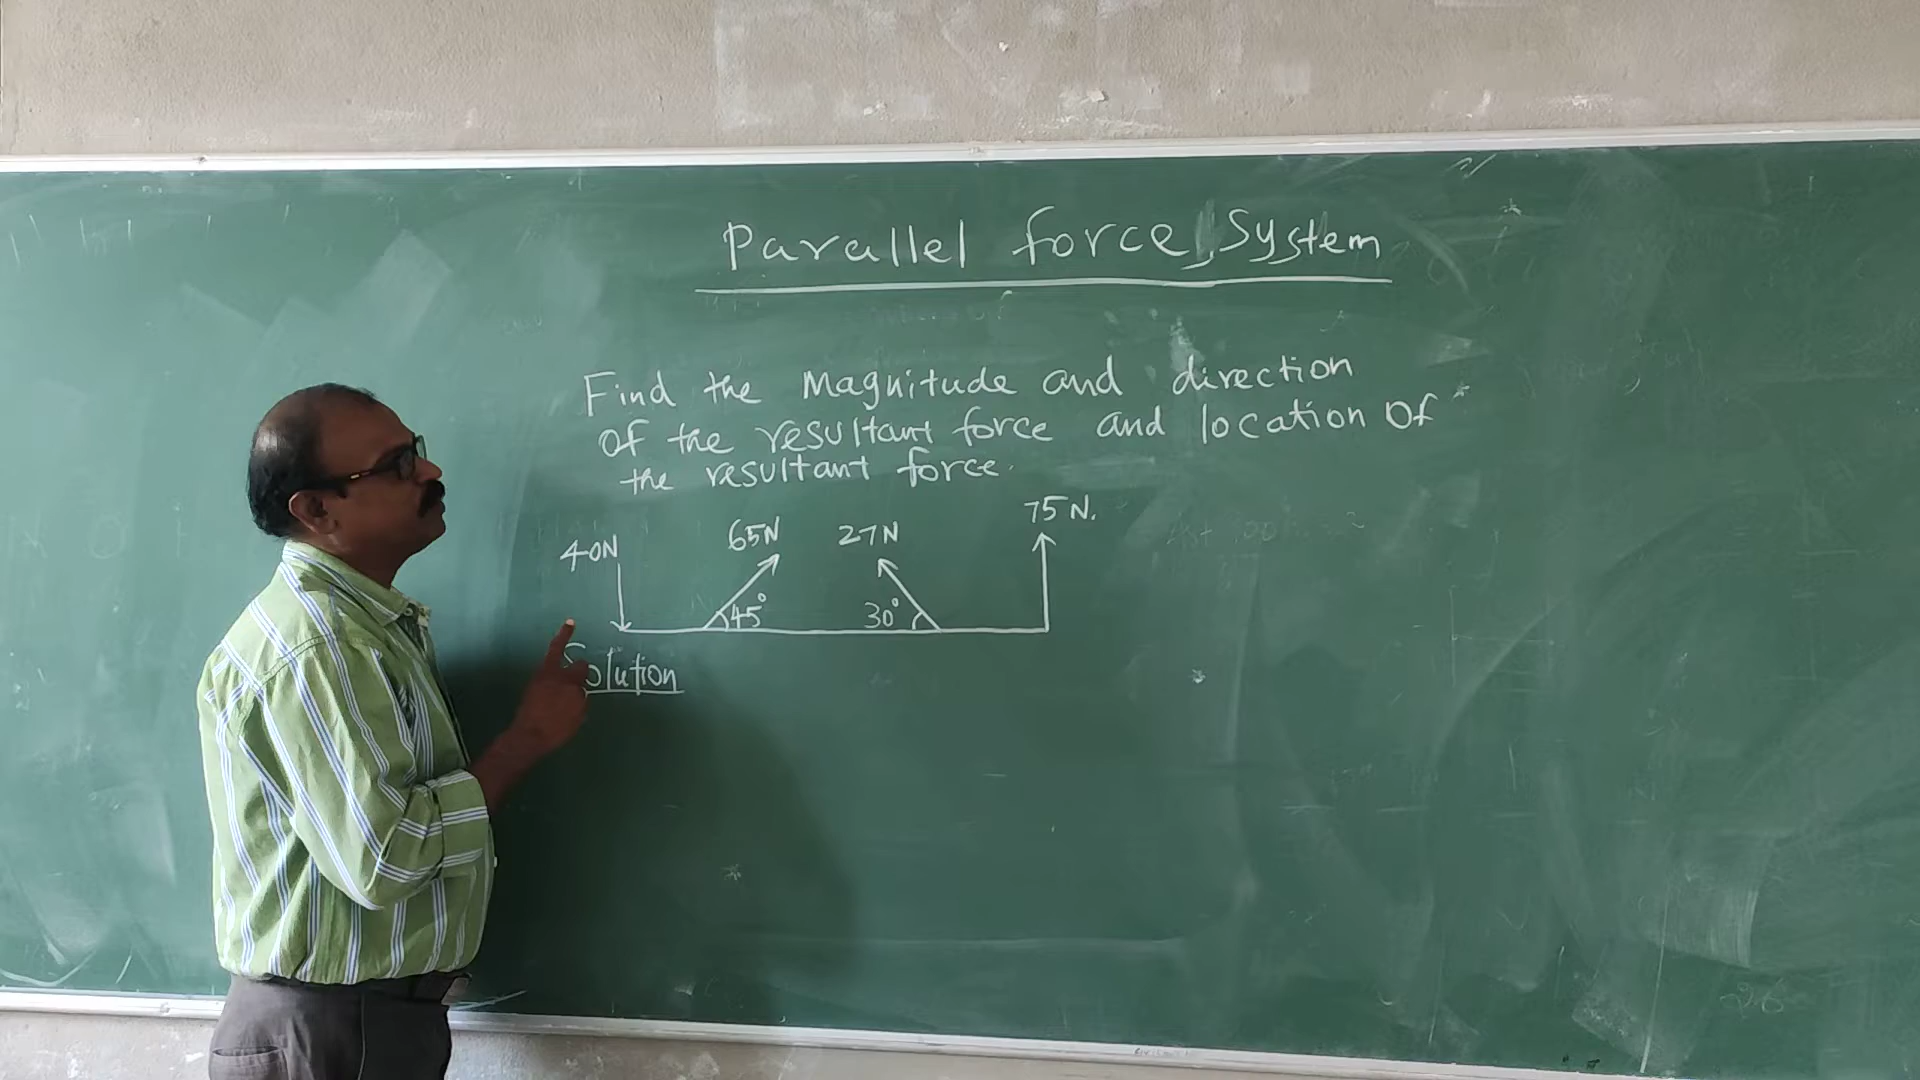 Parallel force, System
Find the Magnitude and direction
of the resultant force and location Of
the resultant force.
75 N.
65N 27N
40N
45° 30°
Solution